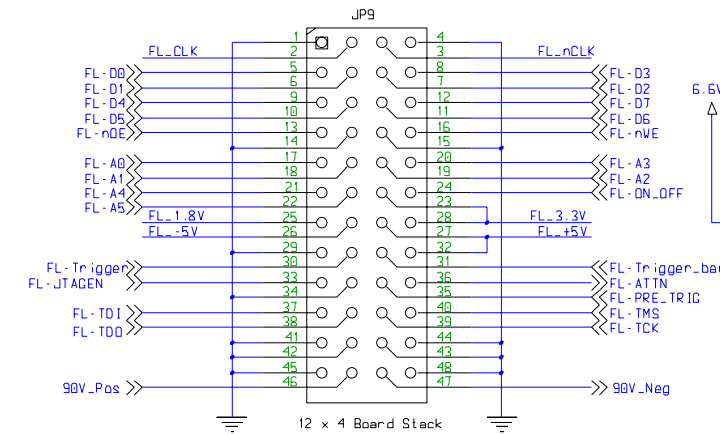 JP9
1 4
FL_CLK 2 3 FL_nCLK
FL-D0 5 8 FL-D3
FL-D1 6 7 FL-D2 6.6V
FL-D4 9 12 FL-D7
FL-D5 10 11 FL-D6
FL-nOE 13 16 FL-nWE
14 15
FL-A0 17 20 FL-A3
FL-A1 18 19 FL-A2
FL-A4 21 24 FL-ON_OFF
FL-A5 22 23
FL_1.8V 25 28 FL_3.3V
FL_-5V 26 27 FL_+5V
29 32
FL-Trigger 30 31 FL-Trigger_bar
FL-JTAGEN 33 36 FL-ATTN
34 35 FL-PRE_TRIG
FL-TDI 37 40 FL-TMS
FL-TDO 38 39 FL-TCK
41 44
42 43
45 48
90V_Pos 46 47 90V_Neg
12 x 4 Board Stack